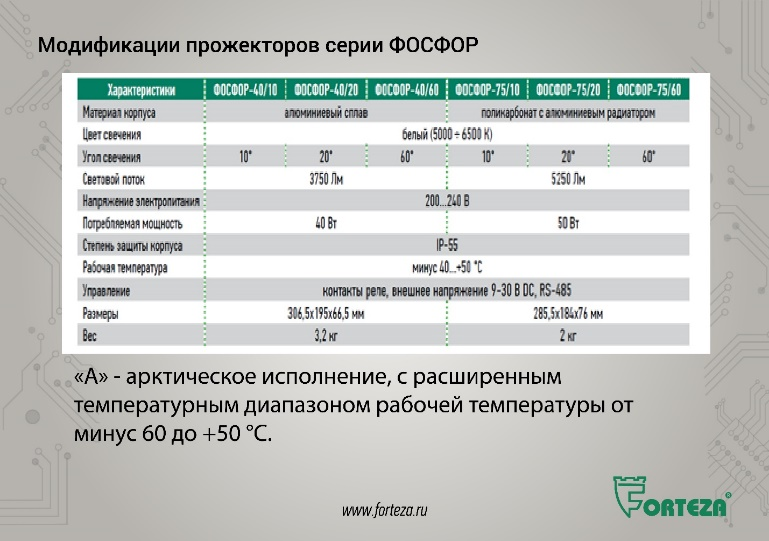 Модификации прожекторов серии ФОСФОР
Характеристики ФОСФОР-40/10 ФОСФОР-40/20 ФОСФОР-40/60 ФОСФОР-75/10 ФОСФОР-75/20 ФОСФОР-75/60
Материал корпуса алюминиевый сплав поликарбонат с алюминиевым радиатором
Цвет свечения белый (5000 ÷ 6500 К)
Угол свечения 10° 20° 60° 10° 20° 60°
Световой поток 3750 Лм 5250 Лм
Напряжение электропитания 200...240 В
Потребляемая мощность 40 Вт 50 Вт
Степень защиты корпуса IP-55
Рабочая температура минус 40...+50 °С
Управление контакты реле, внешнее напряжение 9-30 В DC, RS-485
Размеры 306,5х195х66,5 мм 285,5х184х76 мм
Вес 3,2 кг 2 кг
«А» - арктическое исполнение, с расширенным
температурным диапазоном рабочей температуры от
минус 60 до +50 °С.
www.forteza.ru
FORTEZA®